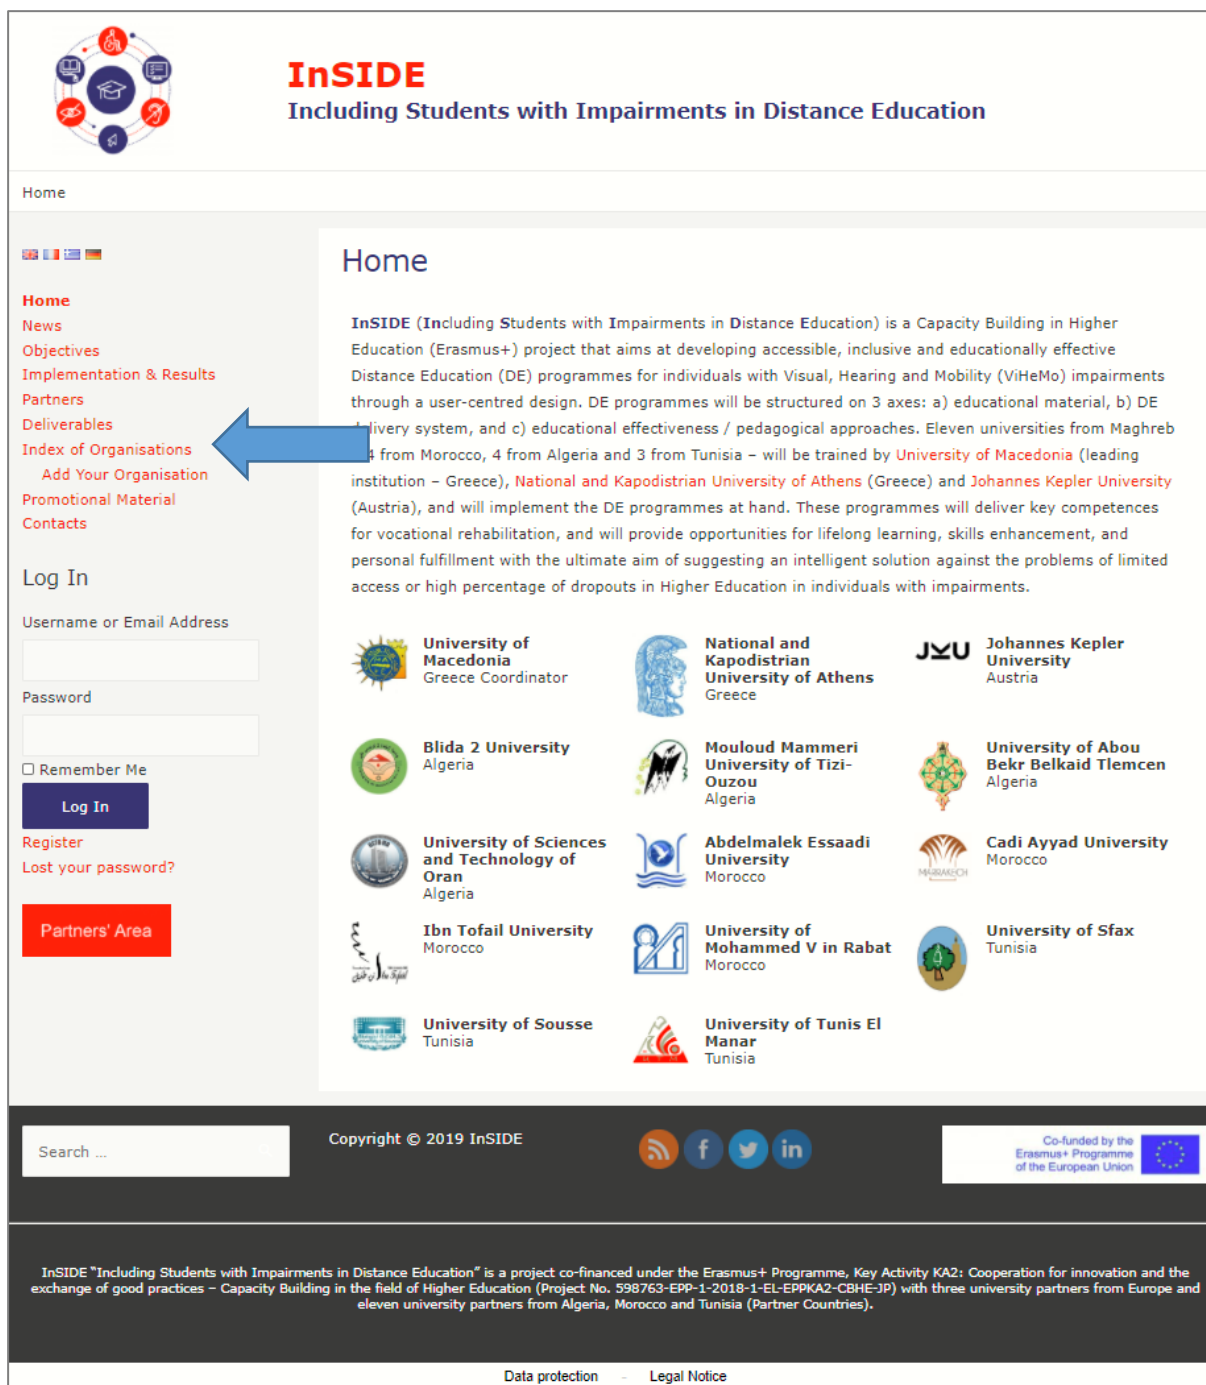 InSIDE
Including Students with Impairments in Distance Education
Home
Home
News
Objectives
Implementation & Results
Partners
Deliverables
Index of Organisations
Add Your Organisation
Promotional Material
Contacts
Log In
Username or Email Address
Password
Remember Me
Log In
Register
Lost your password?
Partners' Area
Home
InSIDE (Including Students with Impairments in Distance Education) is a Capacity Building in Higher
Education (Erasmus+) project that aims at developing accessible, inclusive and educationally effective
Distance Education (DE) programmes for individuals with Visual, Hearing and Mobility (ViHeMo) impairments
through a user-centred design. DE programmes will be structured on 3 axes: a) educational material, b) DE
delivery system, and c) educational effectiveness / pedagogical approaches. Eleven universities from Maghreb
4 from Morocco, 4 from Algeria and 3 from Tunisia – will be trained by University of Macedonia (leading
institution – Greece), National and Kapodistrian University of Athens (Greece) and Johannes Kepler University
(Austria), and will implement the DE programmes at hand. These programmes will deliver key competences
for vocational rehabilitation, and will provide opportunities for lifelong learning, skills enhancement, and
personal fulfillment with the ultimate aim of suggesting an intelligent solution against the problems of limited
access or high percentage of dropouts in Higher Education in individuals with impairments.
University of
Macedonia
Greece Coordinator
National and
Kapodistrian
University of Athens
Greece
JKU
Johannes Kepler
University
Austria
Blida 2 University
Algeria
Mouloud Mammeri
University of Tizi-
Ouzou
Algeria
University of Abou
Bekr Belkaid Tlemcen
Algeria
University of Sciences
and Technology of
Oran
Algeria
Abdelmalek Essaadi
University
Morocco
MARRAKECH
Cadi Ayyad University
Morocco
Ibn Tofail University
Morocco
University of
Mohammed V in Rabat
Morocco
University of Sfax
Tunisia
University of Sousse
Tunisia
University of Tunis El
Manar
Tunisia
Search ...
Copyright © 2019 InSIDE
f
in
Co-funded by the
Erasmus+ Programme
of the European Union
InSIDE "Including Students with Impairments in Distance Education" is a project co-financed under the Erasmus+ Programme, Key Activity KA2: Cooperation for innovation and the
exchange of good practices – Capacity Building in the field of Higher Education (Project No. 598763-EPP-1-2018-1-EL-EPPKA2-CBHE-JP) with three university partners from Europe and
eleven university partners from Algeria, Morocco and Tunisia (Partner Countries).
Data protection - Legal Notice